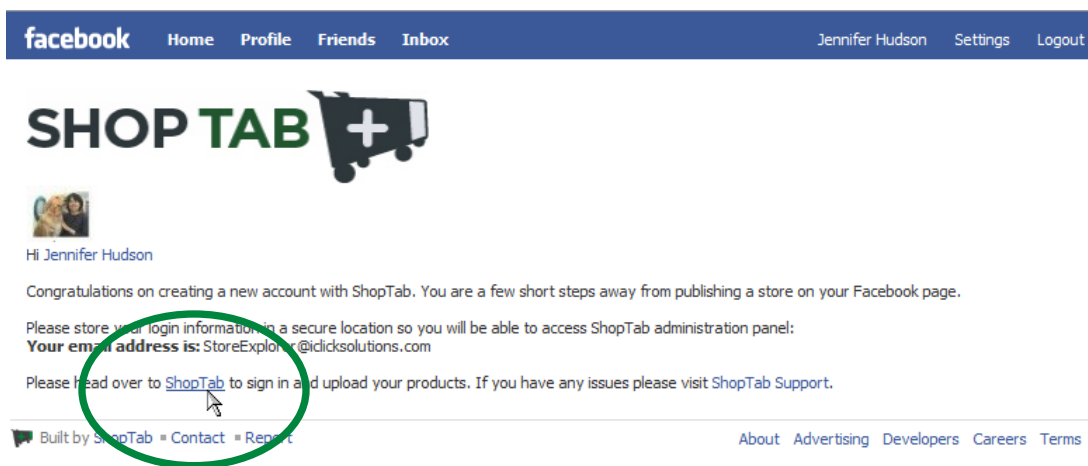 facebook Home Profile Friends Inbox Jennifer Hudson Settings Logout
SHOP TAB
Hi Jennifer Hudson
Congratulations on creating a new account with ShopTab. You are a few short steps away from publishing a store on your Facebook page.
Please store your login information in a secure location so you will be able to access ShopTab administration panel:
Your email address is: StoreExplorer@iclicksolutions.com
Please head over to ShopTab to sign in and upload your products. If you have any issues please visit ShopTab Support.
Built by ShopTab Contact Report About Advertising Developers Careers Terms